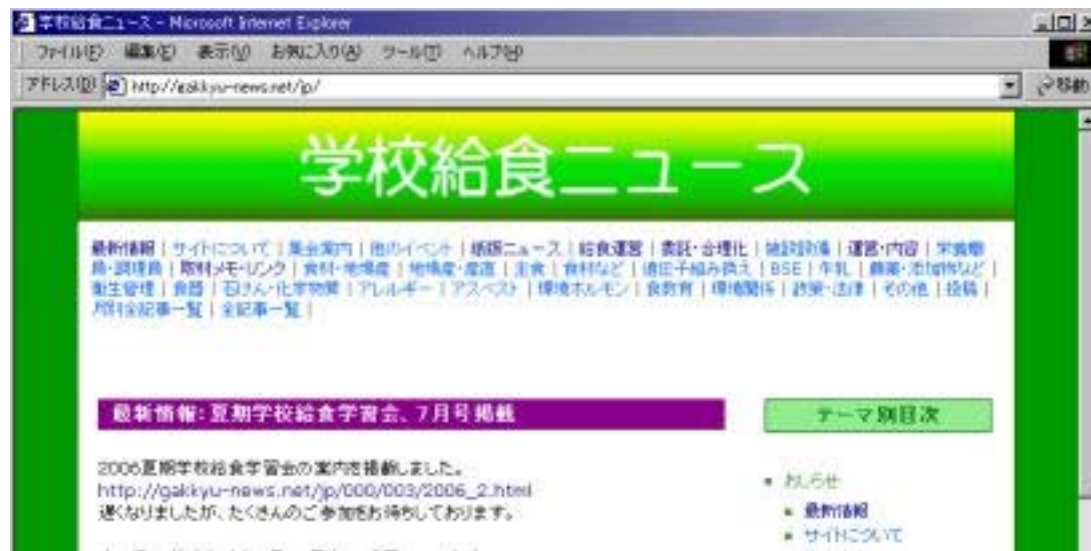 学校給食ニュース - Microsoft Internet Explorer
ファイル(F) 編集(E) 表示(V) お気に入り(A) ツール(T) ヘルプ(H)
アドレス(D) http://gakkyu-news.net/jp/ 移動
学校給食ニュース
最新情報 | サイトについて | 集会案内 | 他のイベント | 紙版ニュース | 給食運営 | 委託・合理化 | 施設設備 | 運営・内容 | 栄養職
員・調理員 | 取材メモ・リンク | 食材・地場産 | 地場産・産直 | 主食 | 食材など | 遺伝子組み換え | BSE | 牛乳 | 農薬・添加物など |
衛生管理 | 食器 | 石けん・化学物質 | アレルギー | アスベスト | 環境ホルモン | 食教育 | 環境関係 | 政策・法律 | その他 | 投稿 |
月刊全記事一覧 | 全記事一覧 |
最新情報:夏期学校給食学習会、7月号掲載
テーマ別目次
2006夏期学校給食学習会の案内を掲載しました。
http://gakkyu-news.net/jp/000/003/2006_2.html
遅くなりましたが、たくさんのご参加をお待ちしております。
おしらせ
最新情報
サイトについて